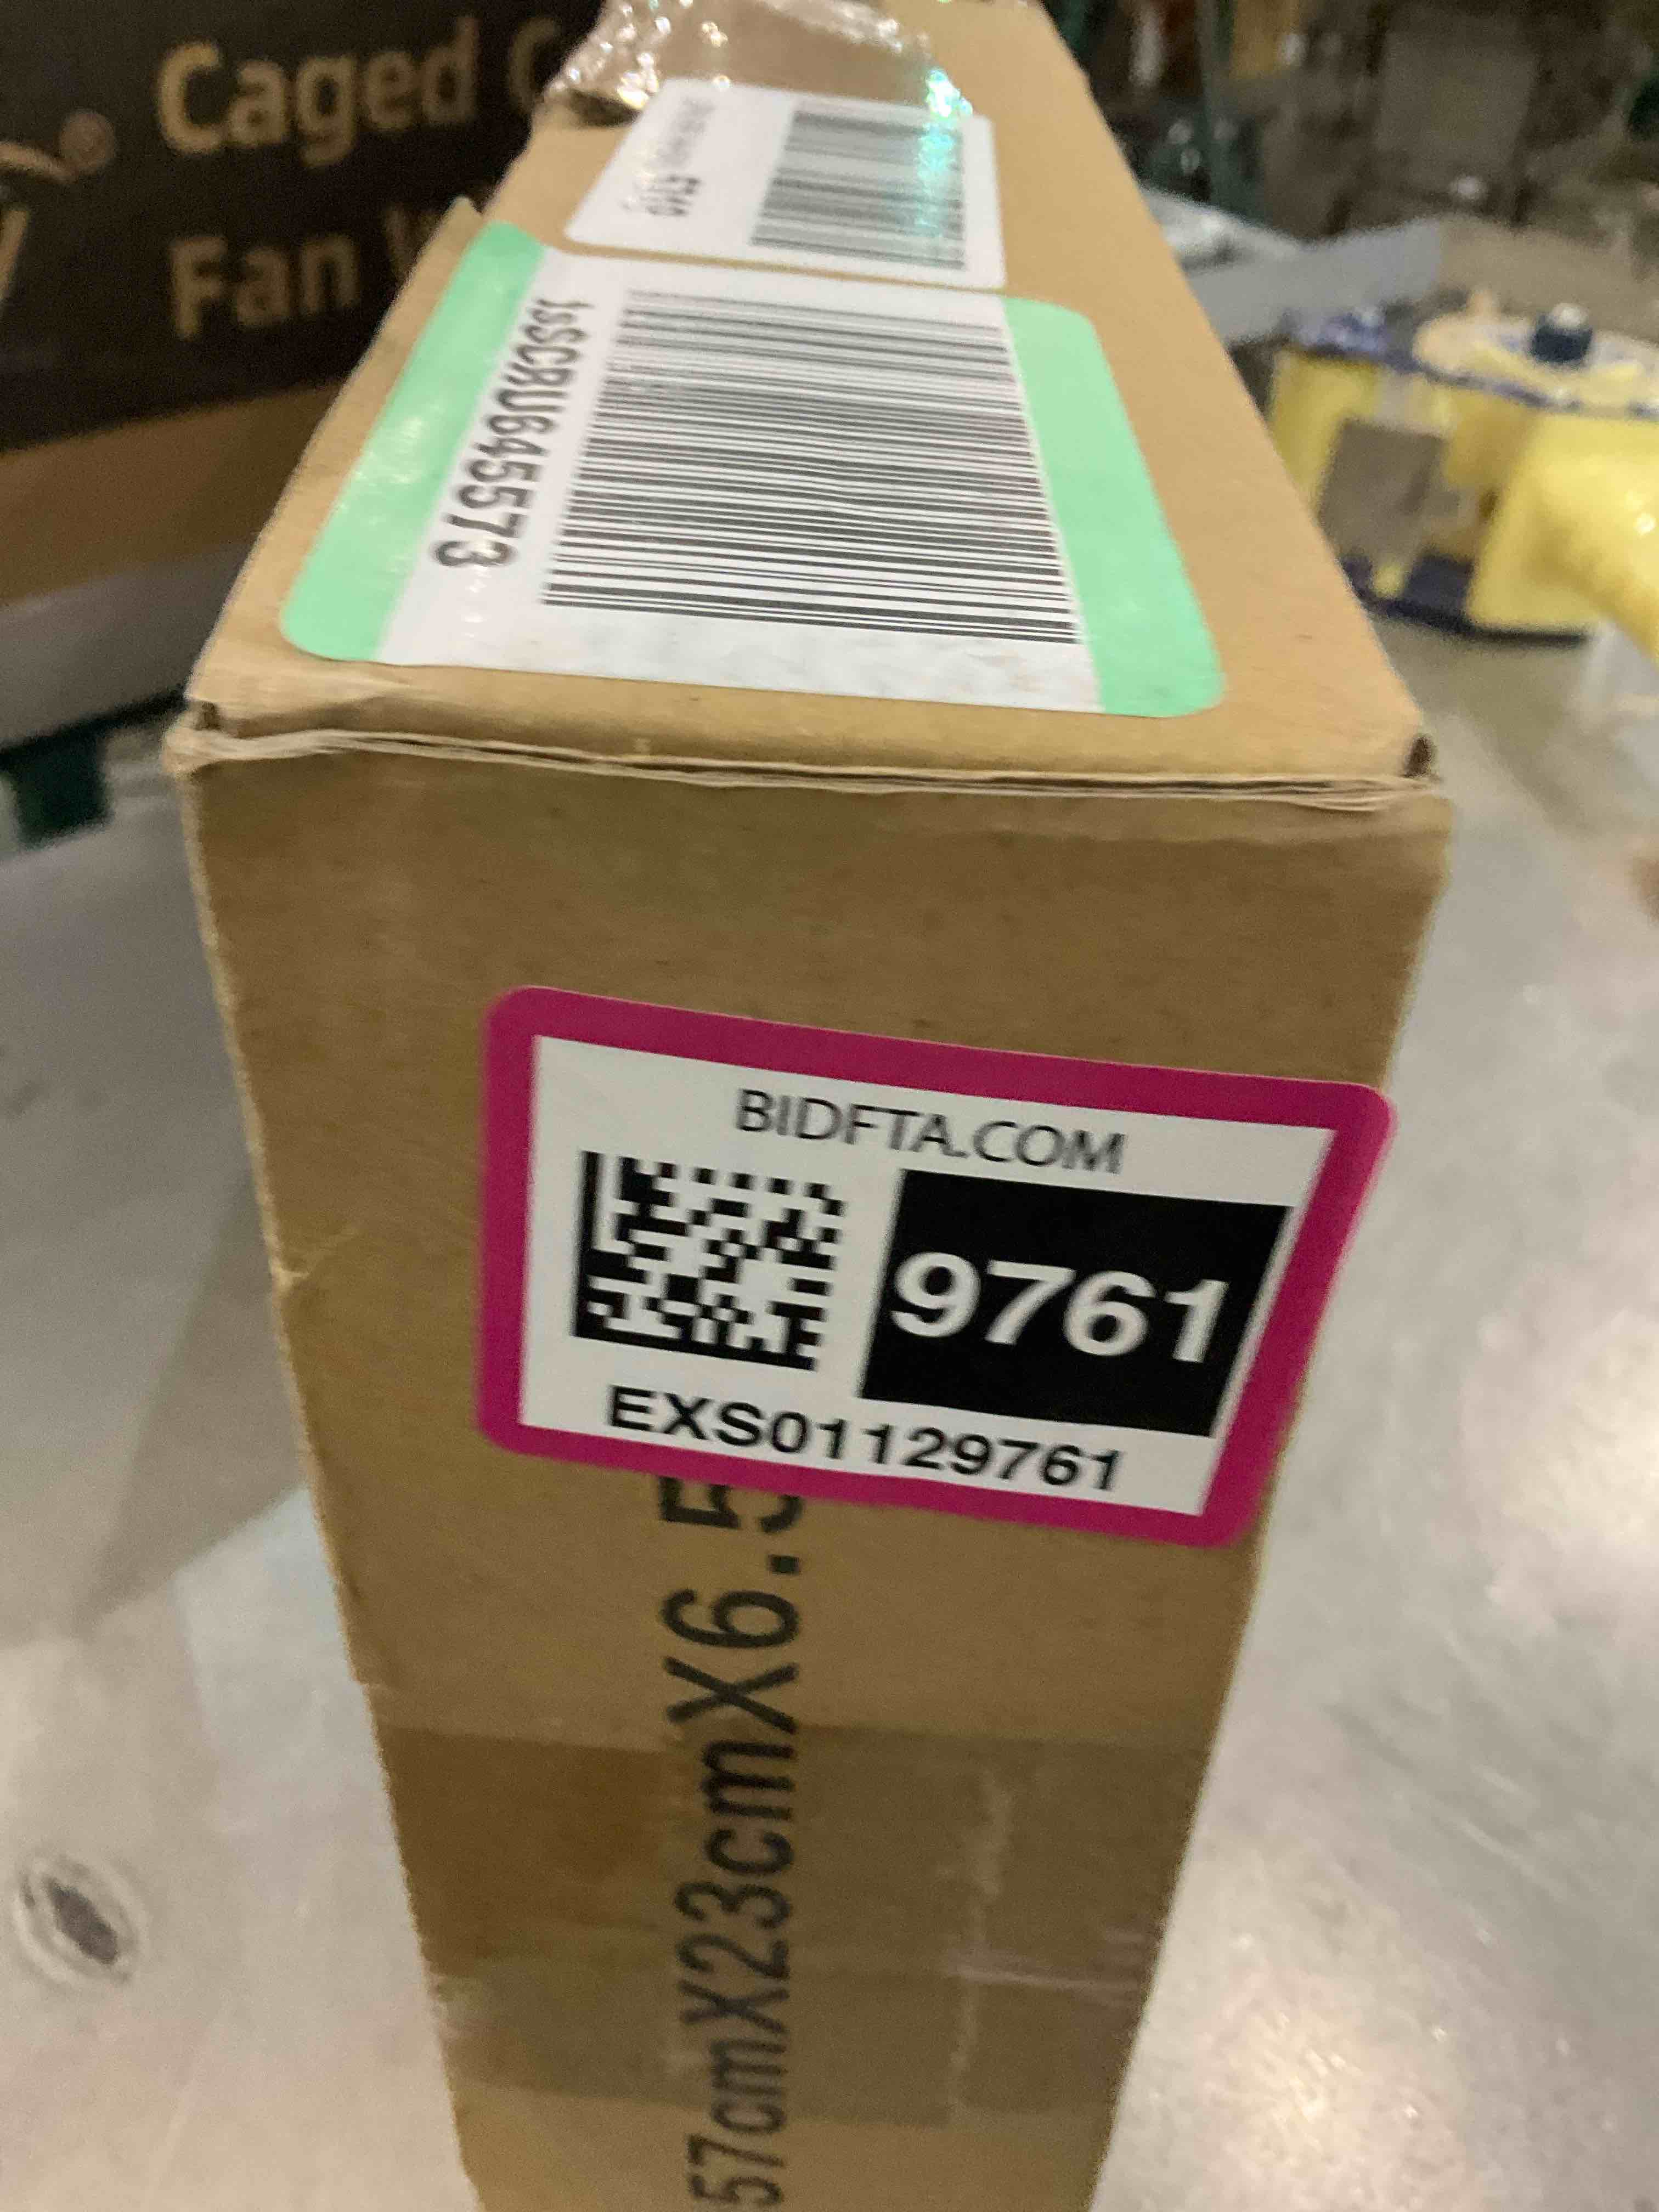 Caged
Fan
1sSCRU645573
BIDFTA.COM
9761
EXS01129761
57cmX23cmX6.5